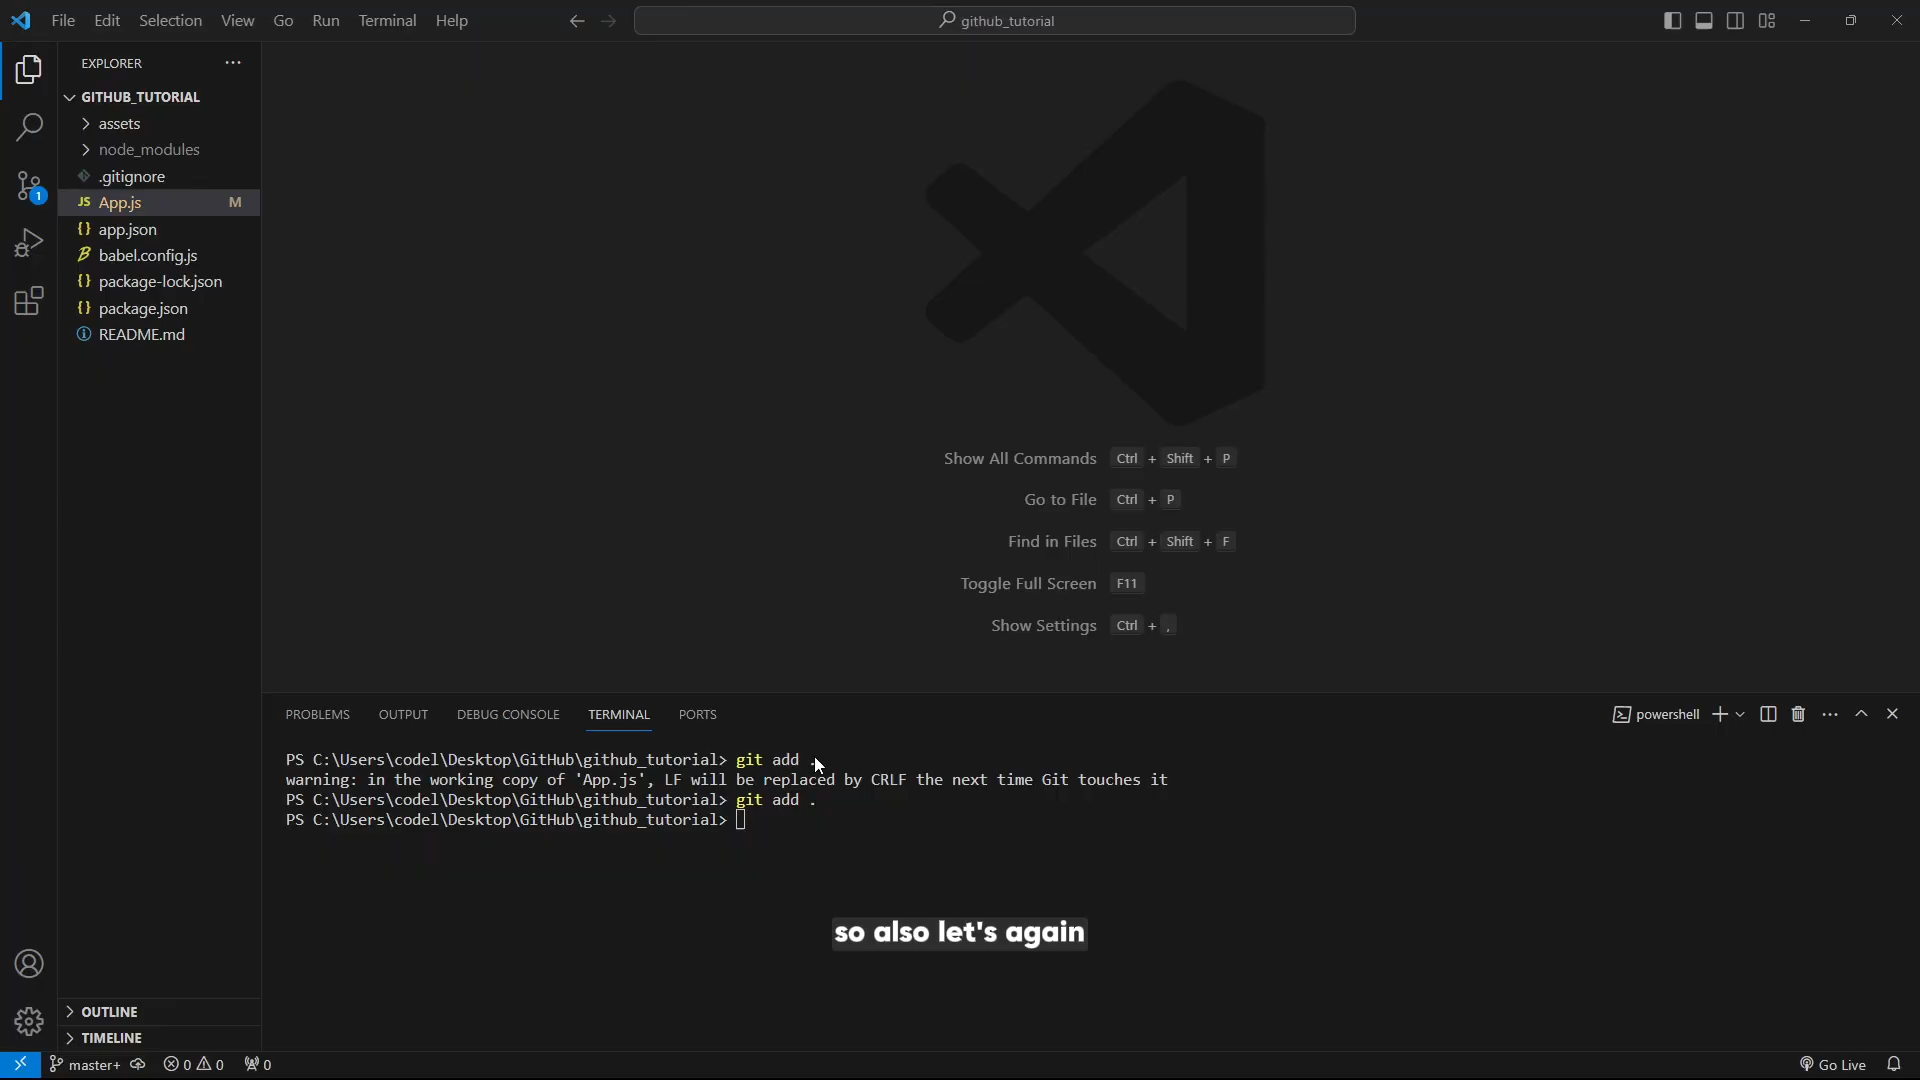 File Edit Selection View Go Run Terminal Help
github_tutorial
EXPLORER
GITHUB_TUTORIAL
assets
node_modules
.gitignore
JS App.js M
{} app.json
babel.config.js
{} package-lock.json
{} package.json
README.md
1
Show All Commands Ctrl + Shift + P
Go to File Ctrl + P
Find in Files Ctrl + Shift + F
Toggle Full Screen F11
Show Settings Ctrl + ,
PROBLEMS OUTPUT DEBUG CONSOLE TERMINAL PORTS
powershell
PS C:\Users\codel\Desktop\GitHub\github_tutorial> git add .
warning: in the working copy of 'App.js', LF will be replaced by CRLF the next time Git touches it
PS C:\Users\codel\Desktop\GitHub\github_tutorial> git add .
PS C:\Users\codel\Desktop\GitHub\github_tutorial>
so also let's again
OUTLINE
TIMELINE
master+ 0 0 0 Go Live